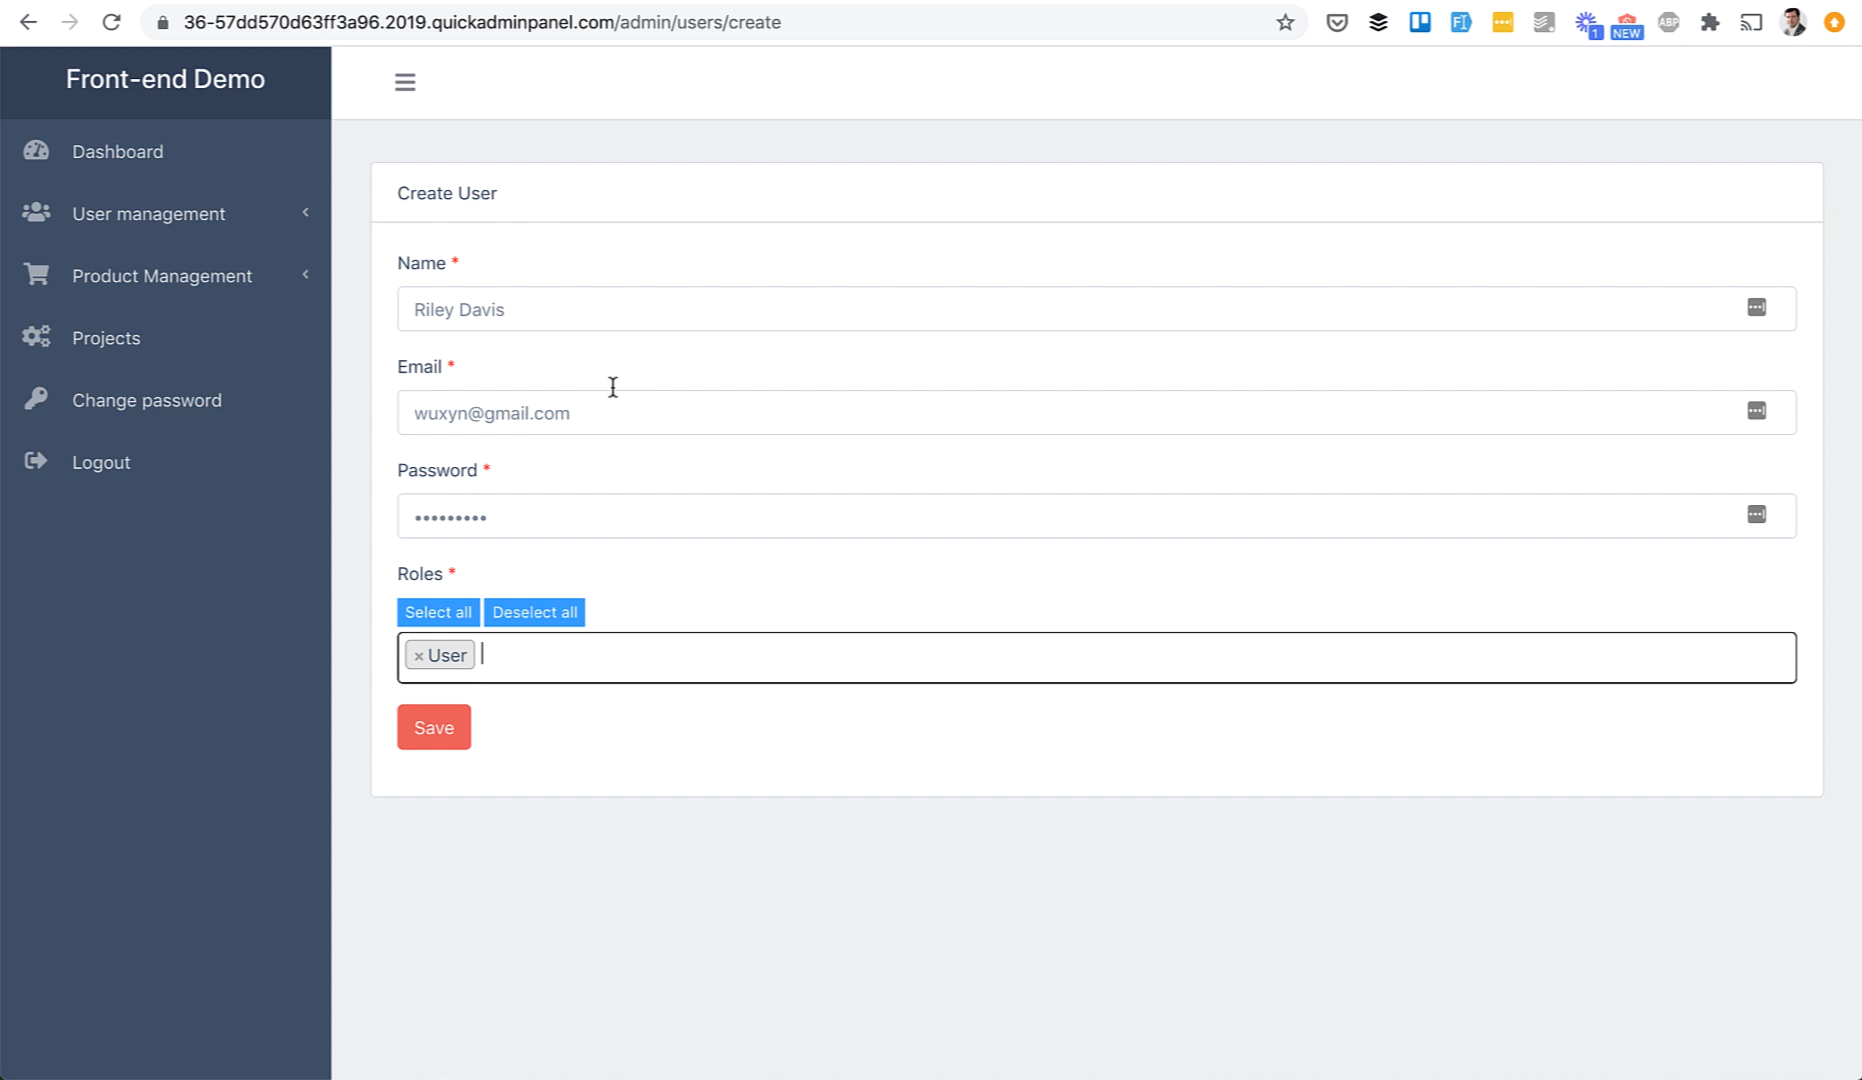 36-57dd570d63ff3a96.2019.quickadminpanel.com/admin/users/create
1
NEW
ABP
Front-end Demo
Dashboard
User management
Product Management
Projects
Change password
Logout
Create User
Name *
Riley Davis
Email *
wuxyn@gmail.com
Password *
•••••••••
Roles *
Select all Deselect all
× User
Save